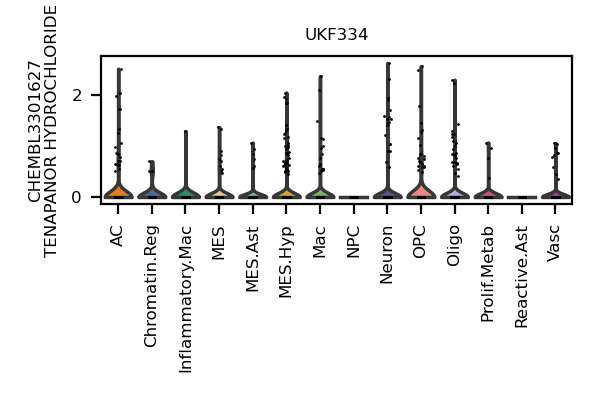 UKF334
CHEMBL3301627
TENAPANOR HYDROCHLORIDE
2
0
AC
Chromatin.Reg
Inflammatory.Mac
MES
MES.Ast
MES.Hyp
Mac
NPC
Neuron
OPC
Oligo
Prolif.Metab
Reactive.Ast
Vasc